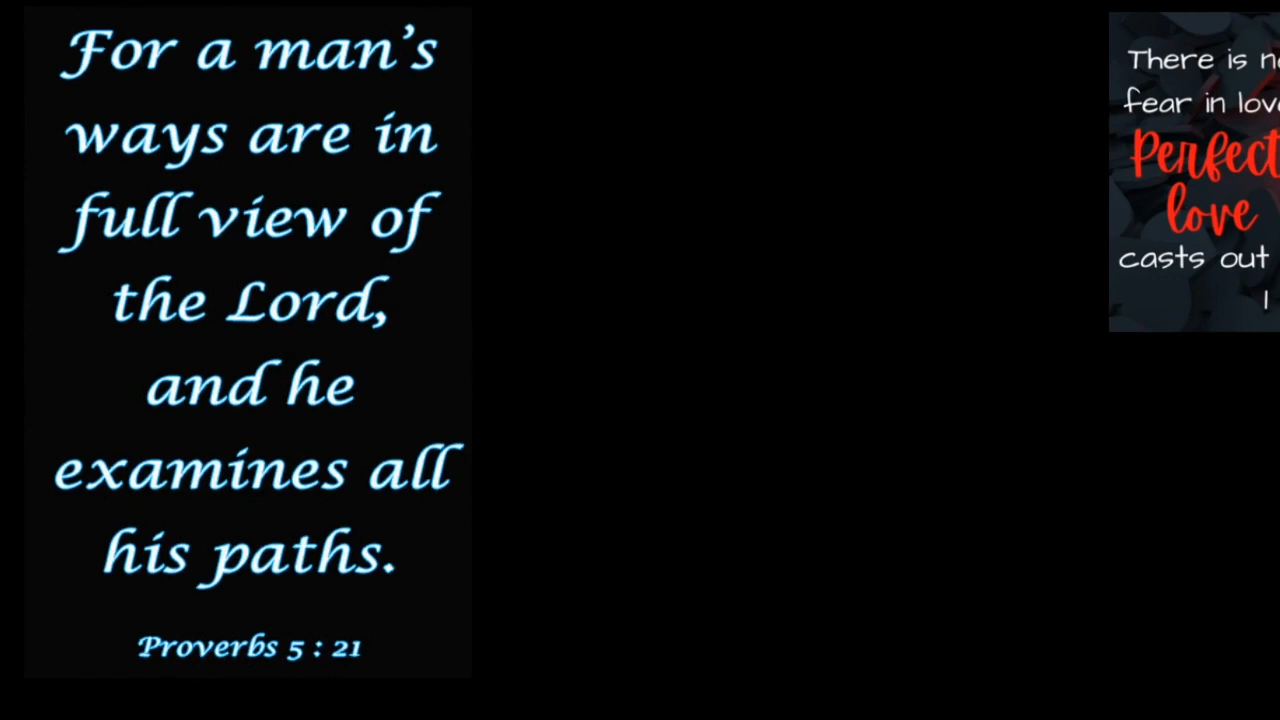 For a man's
ways are in
full view of
the Lord,
and he
examines all
his paths.
Proverbs 5 : 21
There is
fear in
Perfect
love
casts out